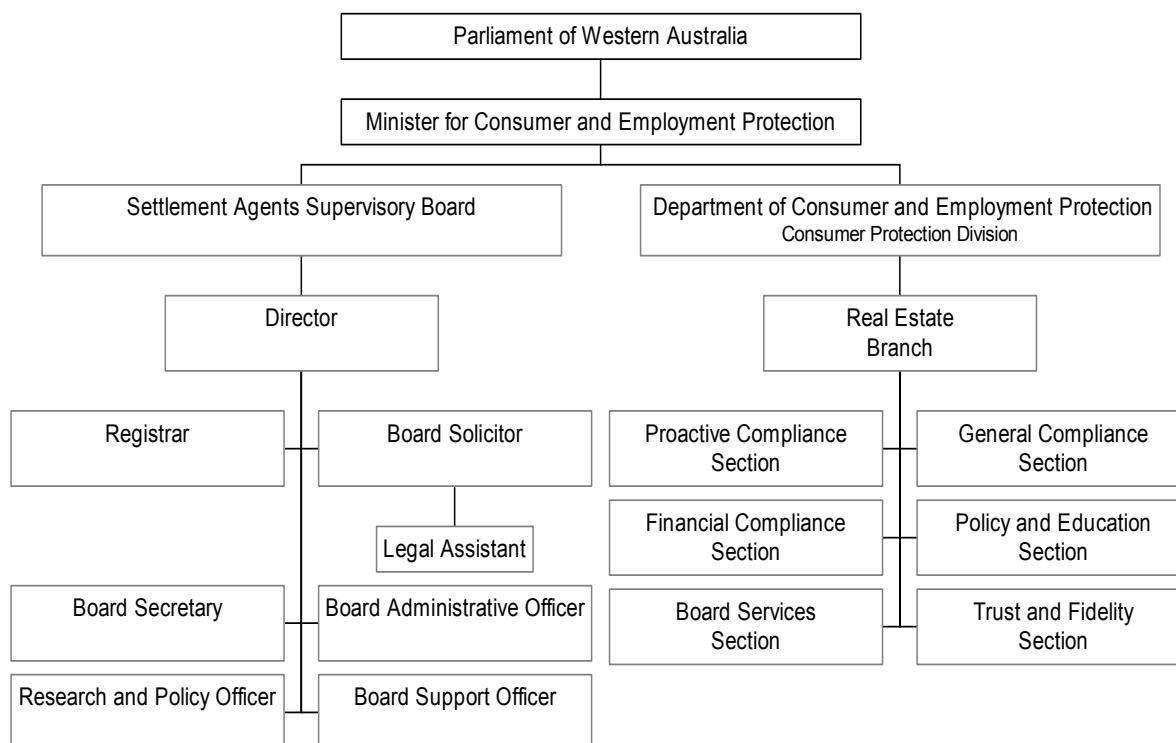 Parliament of Western Australia
Minister for Consumer and Employment Protection
Settlement Agents Supervisory Board
Department of Consumer and Employment Protection
Consumer Protection Division
Director
Real Estate
Branch
Registrar
Board Solicitor
Proactive Compliance
Section
General Compliance
Section
Legal Assistant
Financial Compliance
Section
Policy and Education
Section
Board Secretary
Board Administrative Officer
Board Services
Section
Trust and Fidelity
Section
Research and Policy Officer
Board Support Officer